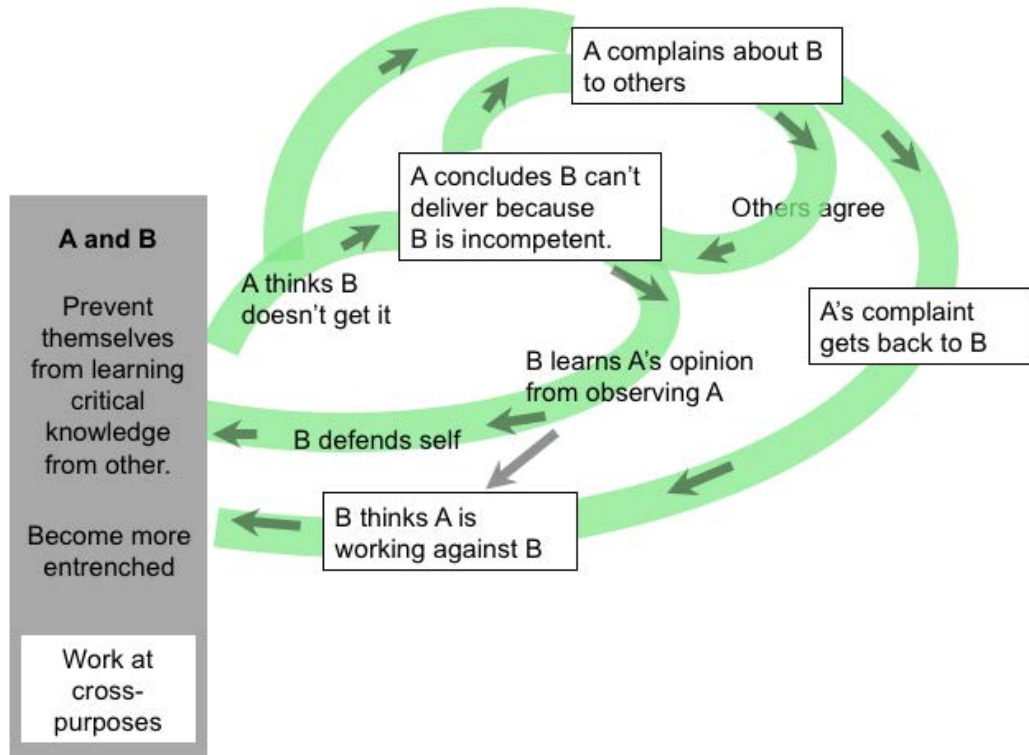 A complains about B
to others
A concludes B can't
deliver because
B is incompetent.
Others agree
A and B
Prevent
themselves
from learning
critical
knowledge
from other.
Become more
entrenched
Work at
cross-
purposes
A thinks B
doesn't get it
A's complaint
gets back to B
B learns A's opinion
from observing A
B defends self
B thinks A is
working against B